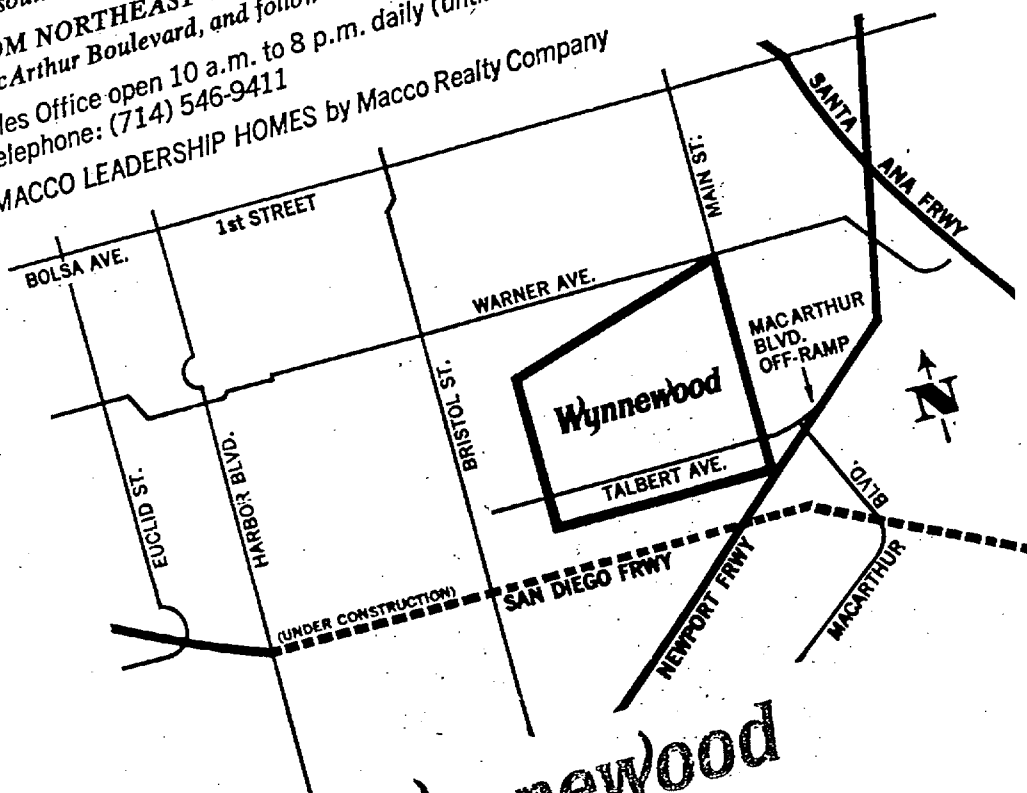 OM NORTHEAST
cArthur Boulevard, and follow
les Office open 10 a.m. to 8 p.m. daily (until
elephone: (714) 546-9411
MACCO LEADERSHIP HOMES by Macco Realty Company
SANTA
ANA FRWY
MAIN ST.
1st STREET
BOLSA AVE.
WARNER AVE.
MAC ARTHUR
BLVD.
OFF-RAMP
N
Wynnewood
BRISTOL ST.
TALBERT AVE.
BLVD.
EUCLID ST.
HARBOR BLVD.
SAN DIEGO FRWY
(UNDER CONSTRUCTION)
NEWPORT FRWY
MACARTHUR
newood